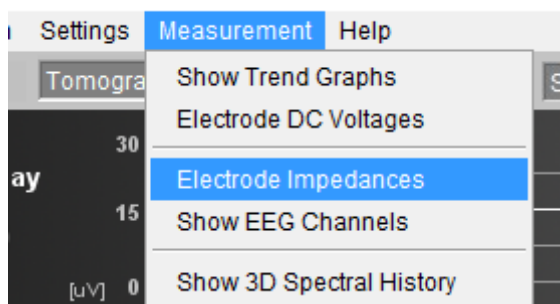 Settings Measurement Help
Tomogra
Show Trend Graphs
Electrode DC Voltages
30
ay
Electrode Impedances
15
Show EEG Channels
[uV] 0
Show 3D Spectral History